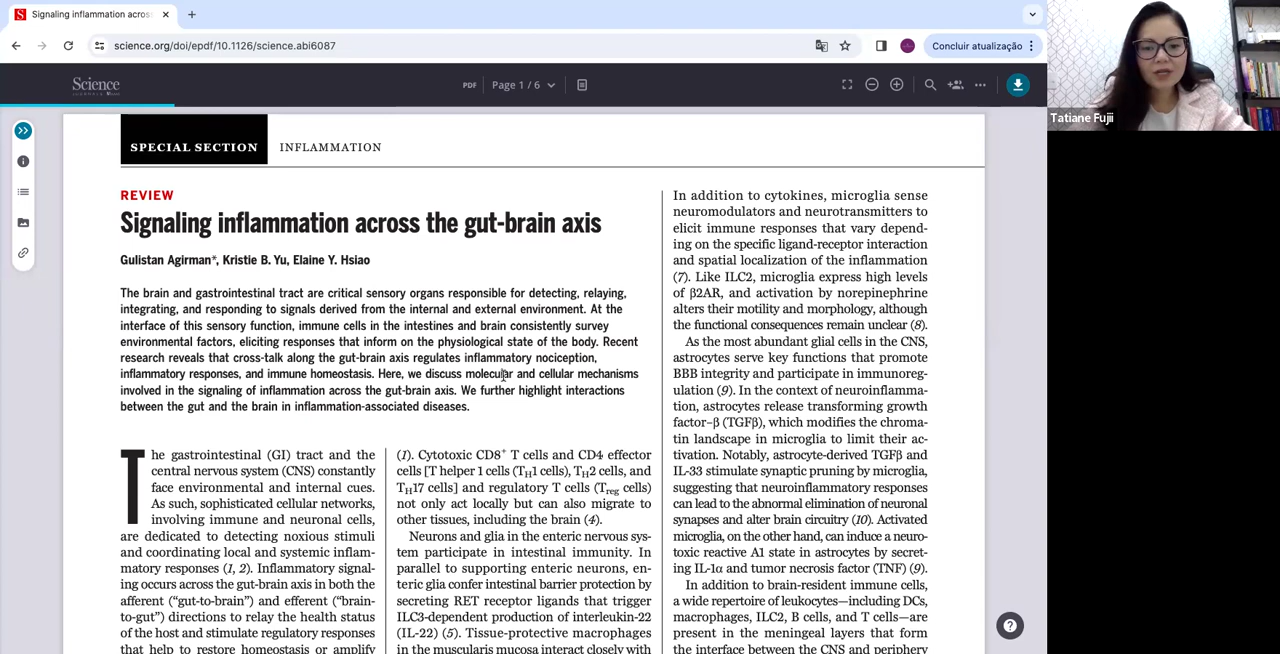 Signaling inflammation across
science.org/doi/epdf/10.1126/science.abi6087
Concluir atualização
Science
PDF
Page 1 / 6
Tatiane Fujii
SPECIAL SECTION
INFLAMMATION
REVIEW
Signaling inflammation across the gut-brain axis
Gulistan Agirman*, Kristie B. Yu, Elaine Y. Hsiao
The brain and gastrointestinal tract are critical sensory organs responsible for detecting, relaying,
integrating, and responding to signals derived from the internal and external environment. At the
interface of this sensory function, immune cells in the intestines and brain consistently survey
environmental factors, eliciting responses that inform on the physiological state of the body. Recent
research reveals that cross-talk along the gut-brain axis regulates inflammatory nociception,
inflammatory responses, and immune homeostasis. Here, we discuss molecular and cellular mechanisms
involved in the signaling of inflammation across the gut-brain axis. We further highlight interactions
between the gut and the brain in inflammation-associated diseases.
The gastrointestinal (GI) tract and the
central nervous system (CNS) constantly
face environmental and internal cues.
As such, sophisticated cellular networks,
involving immune and neuronal cells,
are dedicated to detecting noxious stimuli
and coordinating local and systemic inflam-
matory responses (1, 2). Inflammatory signal-
ing occurs across the gut-brain axis in both the
afferent (“gut-to-brain”) and efferent (“brain-
to-gut”) directions to relay the health status
of the host and stimulate regulatory responses
that help to restore homeostasis or amplify
(1). Cytotoxic CD8+ T cells and CD4 effector
cells [T helper 1 cells (TH1 cells), TH2 cells, and
TH17 cells] and regulatory T cells (Treg cells)
not only act locally but can also migrate to
other tissues, including the brain (4).
Neurons and glia in the enteric nervous sys-
tem participate in intestinal immunity. In
parallel to supporting enteric neurons, en-
teric glia confer intestinal barrier protection by
secreting RET receptor ligands that trigger
ILC3-dependent production of interleukin-22
(IL-22) (5). Tissue-protective macrophages
in the muscularis mucosa interact closely with
In addition to cytokines, microglia sense
neuromodulators and neurotransmitters to
elicit immune responses that vary depend-
ing on the specific ligand-receptor interaction
and spatial localization of the inflammation
(7). Like ILC2, microglia express high levels
of β2AR, and activation by norepinephrine
alters their motility and morphology, although
the functional consequences remain unclear (8).
As the most abundant glial cells in the CNS,
astrocytes serve key functions that promote
BBB integrity and participate in immunoreg-
ulation (9). In the context of neuroinflamma-
tion, astrocytes release transforming growth
factor–β (TGFβ), which modifies the chroma-
tin landscape in microglia to limit their ac-
tivation. Notably, astrocyte-derived TGFβ and
IL-33 stimulate synaptic pruning by microglia,
suggesting that neuroinflammatory responses
can lead to the abnormal elimination of neuronal
synapses and alter brain circuitry (10). Activated
microglia, on the other hand, can induce a neuro-
toxic reactive A1 state in astrocytes by secret-
ing IL-1α and tumor necrosis factor (TNF) (9).
In addition to brain-resident immune cells,
a wide repertoire of leukocytes—including DCs,
macrophages, ILC2, B cells, and T cells—are
present in the meningeal layers that form
the interface between the CNS and periphery